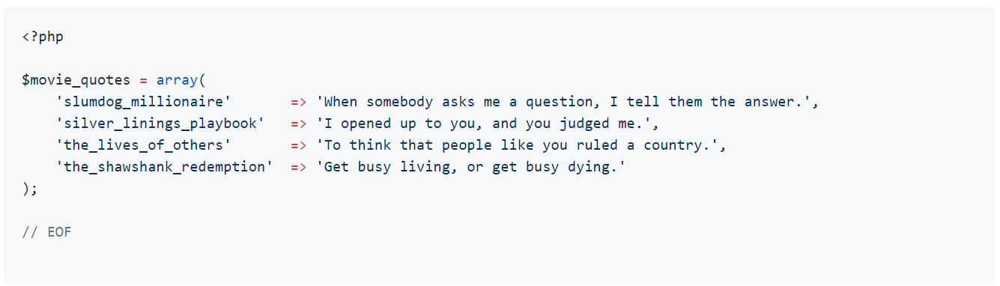 <?php
$movie_quotes = array(
    'slumdog_millionaire'       => 'When somebody asks me a question, I tell them the answer.',
    'silver_linings_playbook'   => 'I opened up to you, and you judged me.',
    'the_lives_of_others'       => 'To think that people like you ruled a country.',
    'the_shawshank_redemption'  => 'Get busy living, or get busy dying.'
);
// EOF